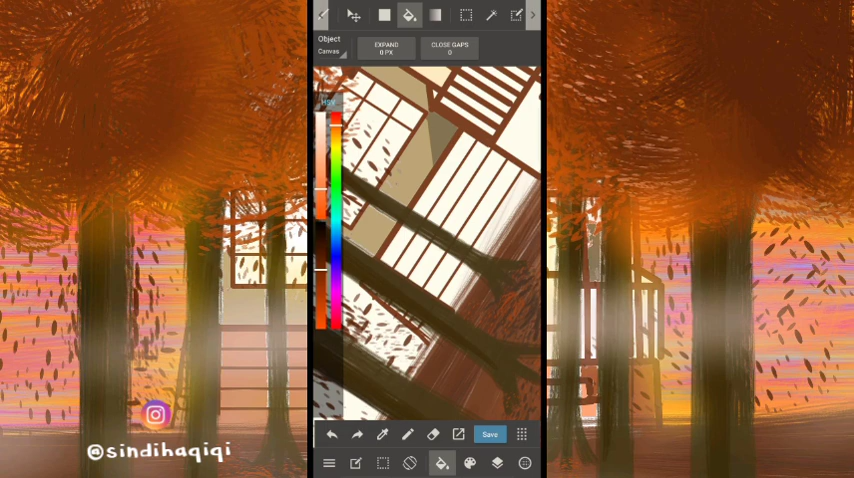 Object
Canvas
EXPAND
0 PX
CLOSE GAPS
0
HSV
Save
@sindihaqiqi